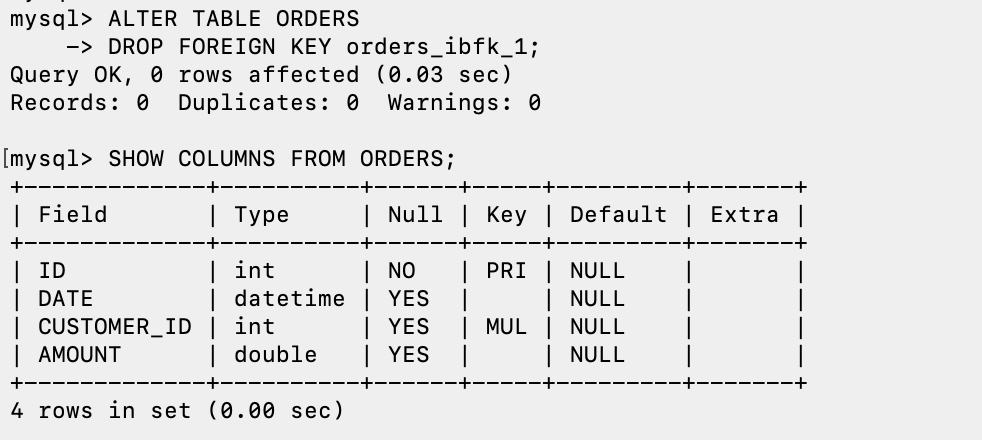 mysql> ALTER TABLE ORDERS
    -> DROP FOREIGN KEY orders_ibfk_1;
Query OK, 0 rows affected (0.03 sec)
Records: 0  Duplicates: 0  Warnings: 0

[mysql> SHOW COLUMNS FROM ORDERS;
+-------------+----------+------+-----+---------+-------+
| Field       | Type     | Null | Key | Default | Extra |
+-------------+----------+------+-----+---------+-------+
| ID          | int      | NO   | PRI | NULL    |       |
| DATE        | datetime | YES  |     | NULL    |       |
| CUSTOMER_ID | int      | YES  | MUL | NULL    |       |
| AMOUNT      | double   | YES  |     | NULL    |       |
+-------------+----------+------+-----+---------+-------+
4 rows in set (0.00 sec)